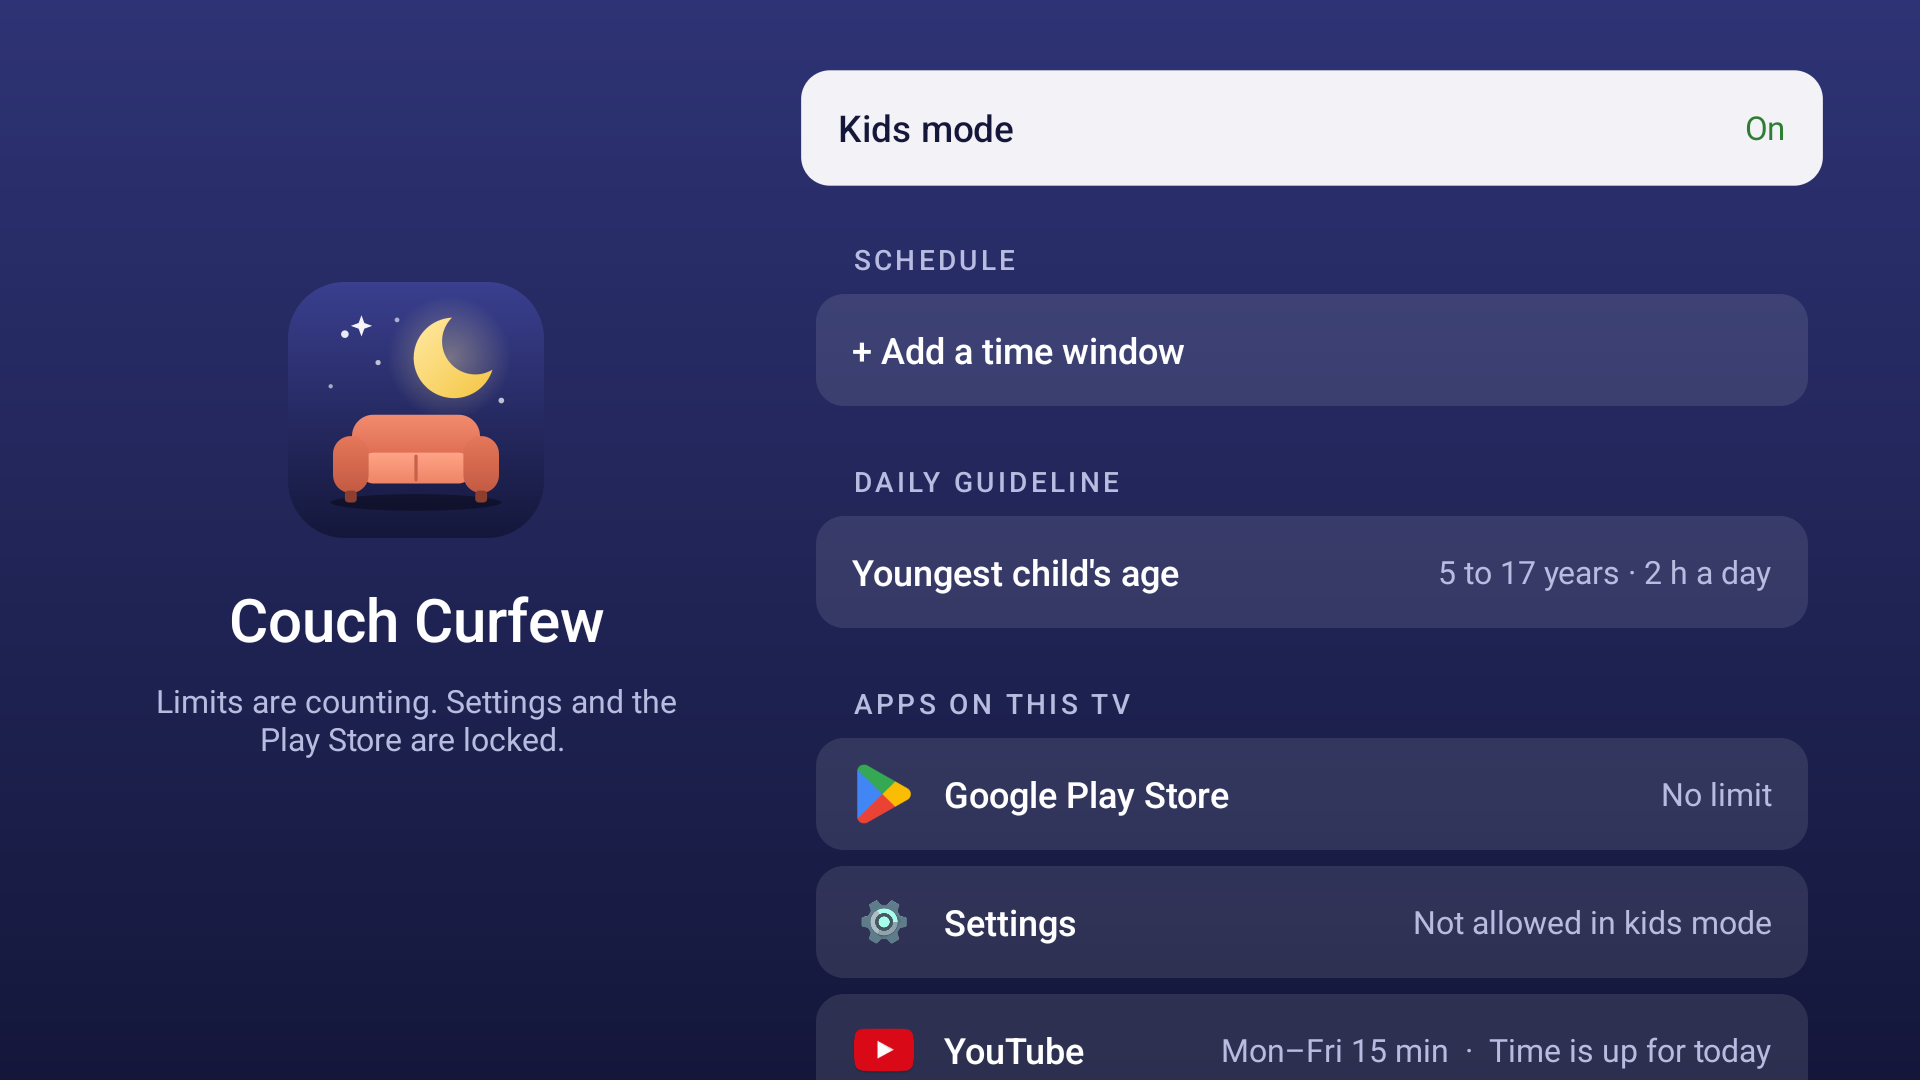 Kids mode
On
SCHEDULE
+ Add a time window
DAILY GUIDELINE
Youngest child's age
5 to 17 years · 2 h a day
APPS ON THIS TV
Google Play Store
No limit
Settings
Not allowed in kids mode
YouTube
Mon–Fri 15 min · Time is up for today
Couch Curfew
Limits are counting. Settings and the
Play Store are locked.